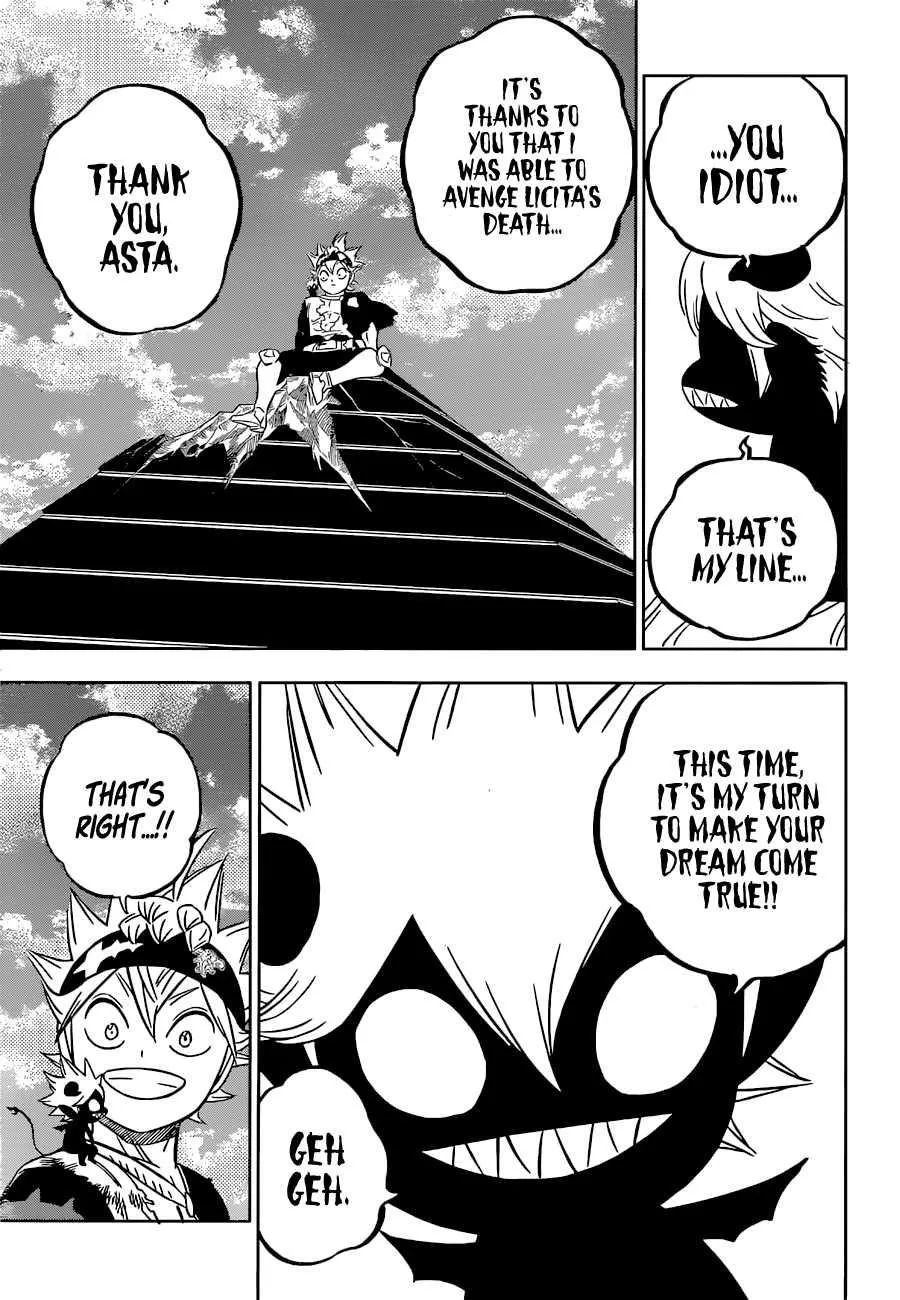 ...YOU
IDIOT...
THAT'S
MY LINE...
IT'S
THANKS TO
YOU THAT I
WAS ABLE TO
AVENGE LICITA'S
DEATH...
THANK
YOU,
ASTA.
THIS TIME,
IT'S MY TURN
TO MAKE YOUR
DREAM COME
TRUE!!
GEH
GEH.
THAT'S
RIGHT...!!